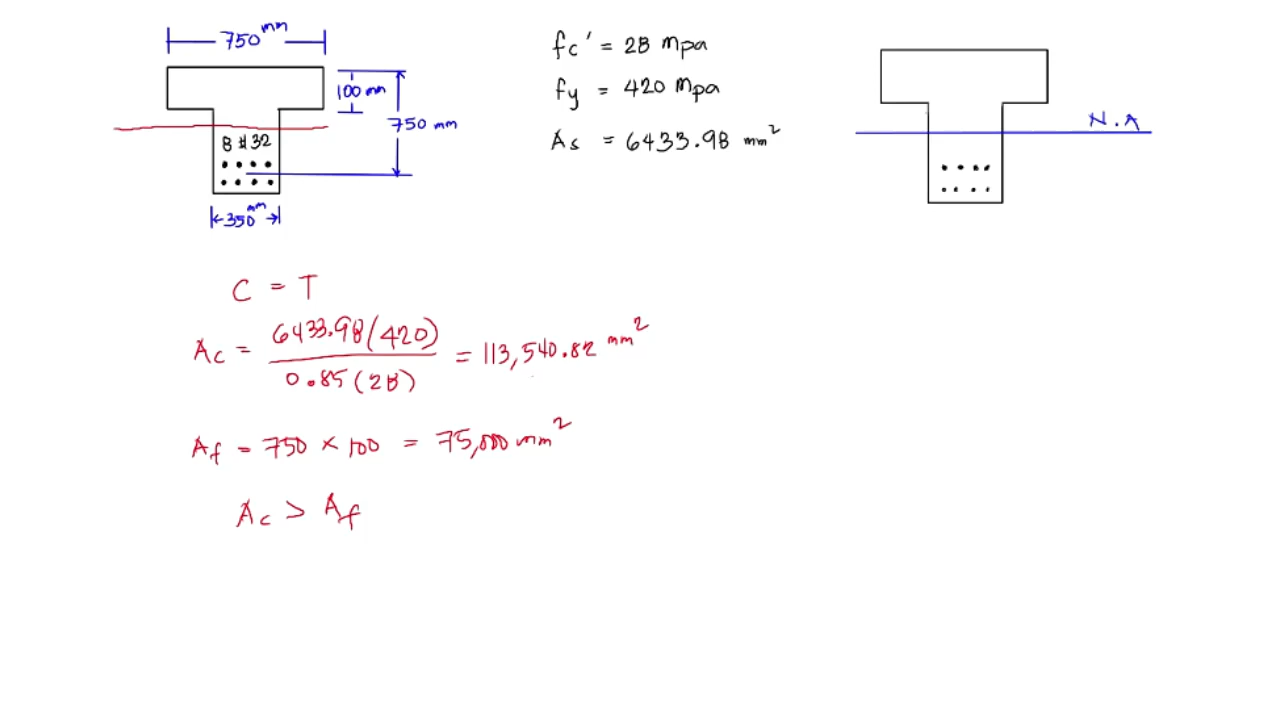 750 mm
100 mm
750 mm
8 # 32
350 mm
fc' = 28 Mpa
fy = 420 Mpa
As = 6433.98 mm²
N.A
C = T
Ac = 6433.98(420) / 0.85(28) = 113,540.82 mm²
Af = 750 × 100 = 75,000 mm²
Ac > Af